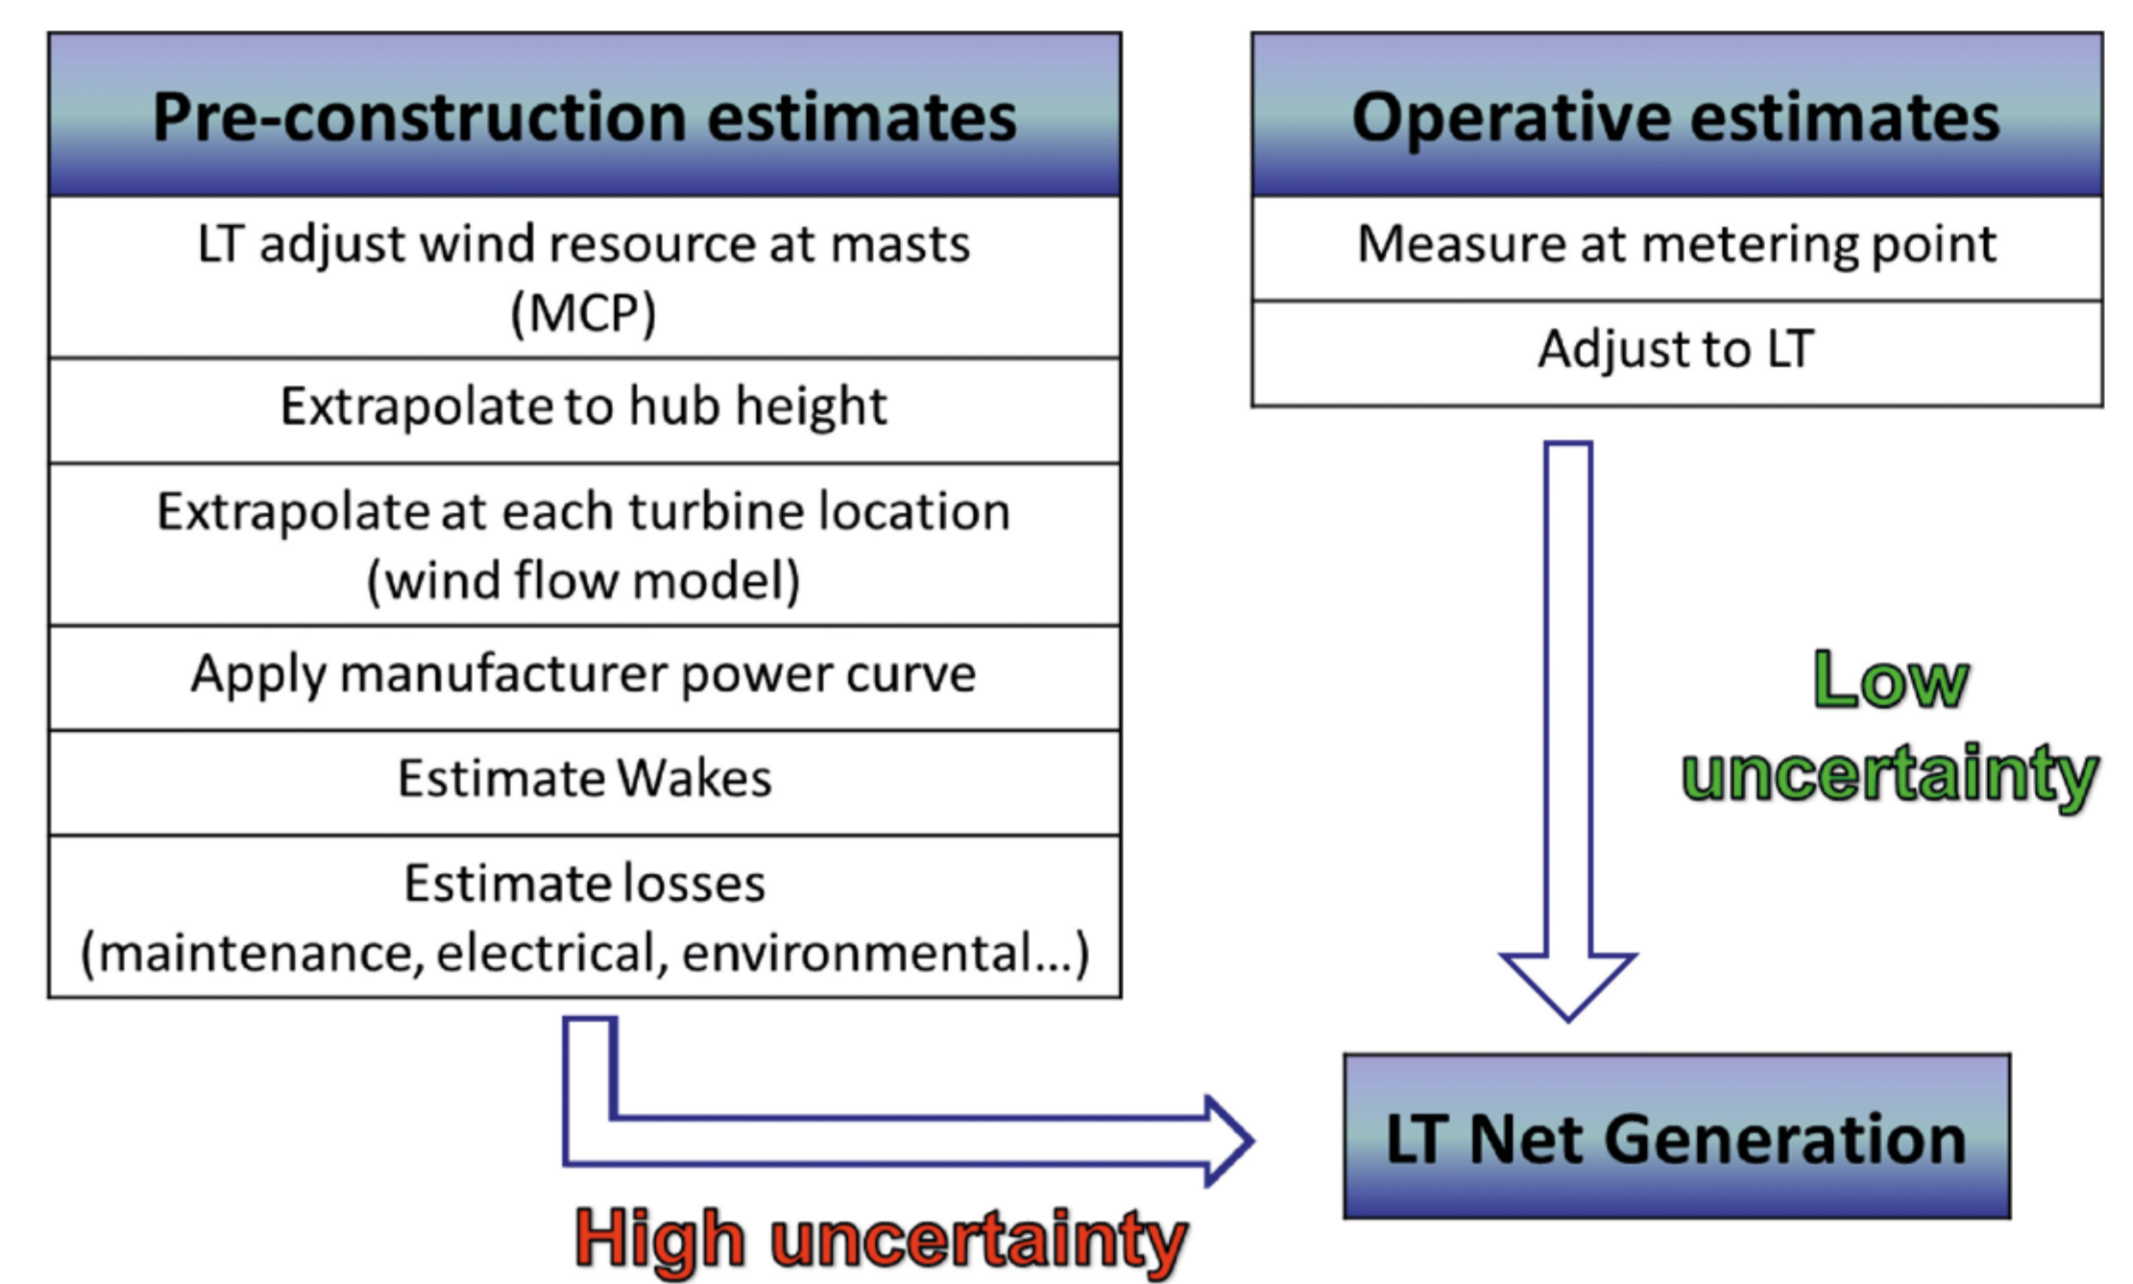 Pre-construction estimates
LT adjust wind resource at masts
(MCP)
Extrapolate to hub height
Extrapolate at each turbine location
(wind flow model)
Apply manufacturer power curve
Estimate Wakes
Estimate losses
(maintenance, electrical, environmental...)
Operative estimates
Measure at metering point
Adjust to LT
Low
uncertainty
High uncertainty
LT Net Generation